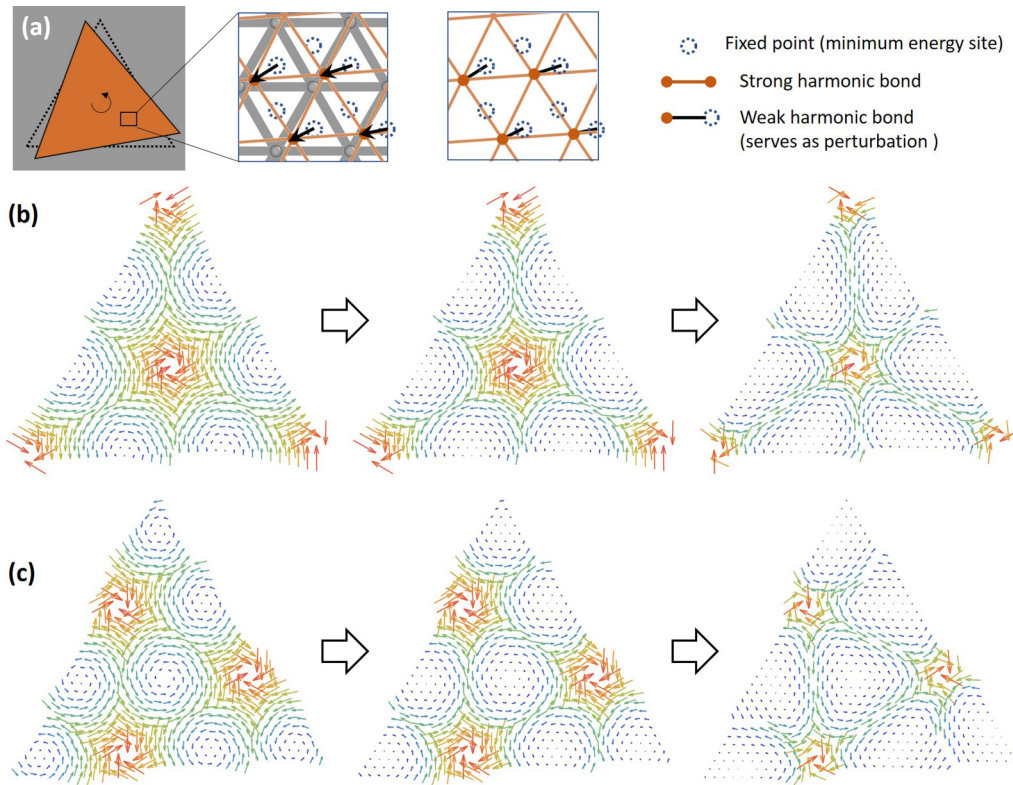 (a)
Fixed point (minimum energy site)
Strong harmonic bond
Weak harmonic bond
(serves as perturbation )
(b)
(c)